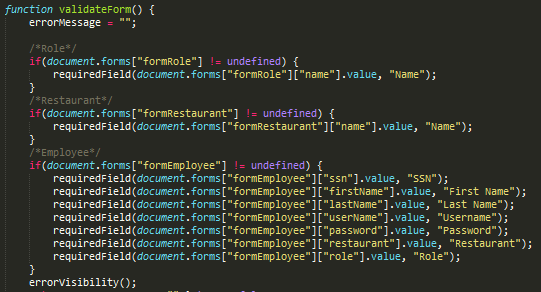 function validateForm() {
    errorMessage = "";

    /*Role*/
    if(document.forms["formRole"] != undefined) {
        requiredField(document.forms["formRole"]["name"].value, "Name");
    }
    /*Restaurant*/
    if(document.forms["formRestaurant"] != undefined) {
        requiredField(document.forms["formRestaurant"]["name"].value, "Name");
    }
    /*Employee*/
    if(document.forms["formEmployee"] != undefined) {
        requiredField(document.forms["formEmployee"]["ssn"].value, "SSN");
        requiredField(document.forms["formEmployee"]["firstName"].value, "First Name");
        requiredField(document.forms["formEmployee"]["lastName"].value, "Last Name");
        requiredField(document.forms["formEmployee"]["userName"].value, "Username");
        requiredField(document.forms["formEmployee"]["password"].value, "Password");
        requiredField(document.forms["formEmployee"]["restaurant"].value, "Restaurant");
        requiredField(document.forms["formEmployee"]["role"].value, "Role");
    }
    errorVisibility();